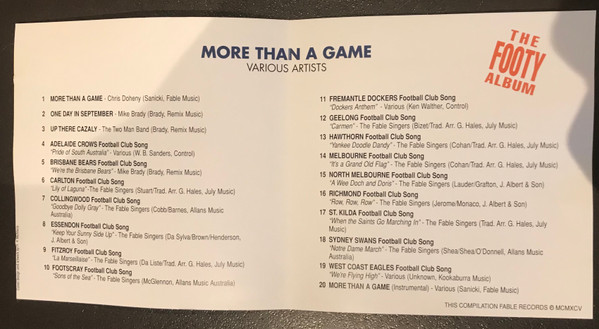 MORE THAN A GAME
VARIOUS ARTISTS
THE
FOOTY
ALBUM
1 MORE THAN A GAME - Chris Doheny (Sanicki, Fable Music)
2 ONE DAY IN SEPTEMBER - Mike Brady (Brady, Remix Music)
3 UP THERE CAZALY - The Two Man Band (Brady, Remix Music)
4 ADELAIDE CROWS Football Club Song
"Pride of South Australia" - Various (W. B. Sanders, Control)
5 BRISBANE BEARS Football Club Song
"We're the Brisbane Bears" - Mike Brady (Brady, Remix Music)
6 CARLTON Football Club Song
"Lily of Laguna" -The Fable Singers (Stuart/Trad. Arr. G. Hales, July Music)
7 COLLINGWOOD Football Club Song
"Goodbye Dolly Gray" - The Fable Singers (Cobb/Barnes, Allans Music
Australia)
8 ESSENDON Football Club Song
"Keep Your Sunny Side Up" - The Fable Singers (Da Sylva/Brown/Henderson,
J. Albert & Son)
9 FITZROY Football Club Song
"La Marseillaise" - The Fable Singers (Da Liste/Trad. Arr. G. Hales, July Music)
10 FOOTSCRAY Football Club Song
"Sons of the Sea" - The Fable Singers (McGlennon, Allans Music Australia)
11 FREMANTLE DOCKERS Football Club Song
"Dockers Anthem" - Various (Ken Walther, Control)
12 GEELONG Football Club Song
"Carmen" - The Fable Singers (Bizet/Trad. Arr. G Hales, July Music)
13 HAWTHORN Football Club Song
"Yankee Doodle Dandy" - The Fable Singers (Cohan/Trad. Arr. G Hales, July Music)
14 MELBOURNE Football Club Song
"It's a Grand Old Flag" - The Fable Singers (Cohan/Trad. Arr. G. Hales, July Music)
15 NORTH MELBOURNE Football Club Song
"A Wee Doch and Doris" - The Fable Singers (Lauder/Grafton, J. Albert & Son)
16 RICHMOND Football Club Song
"Row, Row, Row" - The Fable Singers (Jerome/Monaco, J. Albert & Son)
17 ST. KILDA Football Club Song
"When the Saints Go Marching In" - The Fable Singers (Trad. Arr. G. Hales, July
Music)
18 SYDNEY SWANS Football Club Song
"Notre Dame March" - The Fable Singers (Shea/Shea/O'Donnell, Allans Music
Australia)
19 WEST COAST EAGLES Football Club Song
"We're Flying High" - Various (Unknown, Kookaburra Music)
20 MORE THAN A GAME (Instrumental) - Various (Sanicki, Fable Music)
THIS COMPILATION FABLE RECORDS ℗ MCMXCV